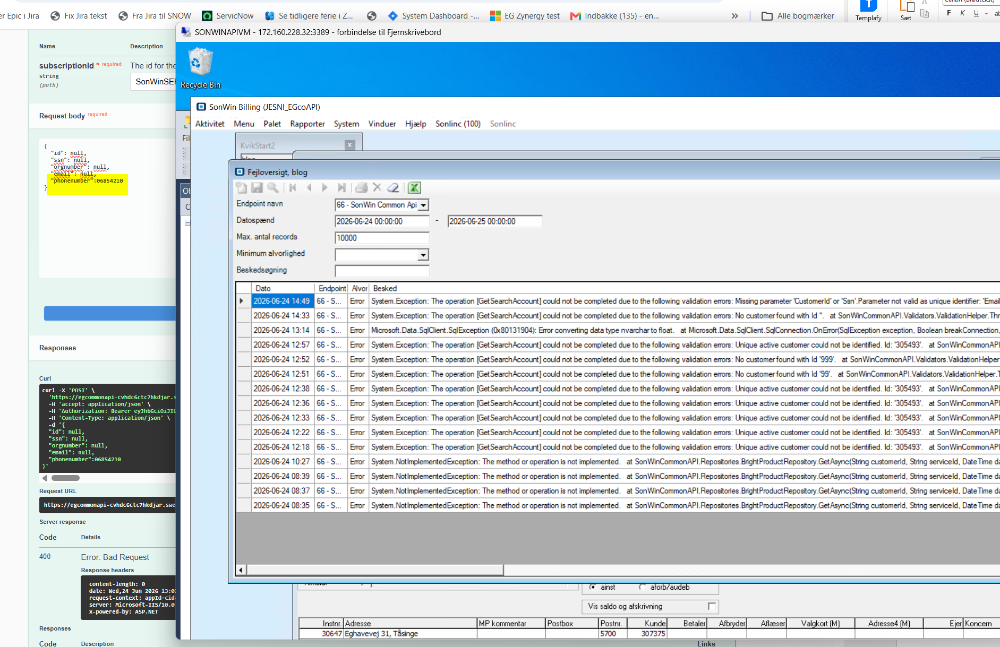 er Epic i Jira
Fix Jira tekst
Fra Jira til SNOW
ServicNow
Se tidligere ferie i Z...
System Dashboard -...
EG Zynergy test
Indbakke (135) - en...
»
Alle bogmærker
Templafy
Sæt
F K U
SONWINAPIVM - 172.160.228.32:3389 - forbindelse til Fjernskrivebord
Name Description
subscriptionId * required The id for the
string
(path)
SonWinSE
Request body required
{
"id": null,
"ssn": null,
"orgnumber": null,
"email": null,
"phonenumber":06854210
}
Responses
Curl
curl -X 'POST' \
'https://egcommonapi-cvhdc6ctc7hkdjar.s
-H 'accept: application/json' \
-H 'Authorization: Bearer eyJhbGciOiJIU
-H 'Content-Type: application/json' \
-d '{
"id": null,
"ssn": null,
"orgnumber": null,
"email": null,
"phonenumber":06854210
}'
Request URL
https://egcommonapi-cvhdc6ctc7hkdjar.swe
Server response
Code Details
400 Error: Bad Request
Response headers
content-length: 0
date: Wed,24 Jun 2026 13:0
request-context: appId=cid-
server: Microsoft-IIS/10.0
x-powered-by: ASP.NET
Responses
Code Description
Links
Recycle Bin
Fil
Ob
C
SonWin Billing (JESNI_EGcoAPI)
Aktivitet Menu Palet Rapporter System Vinduer Hjælp Sonlinc (100) Sonlinc
KvikStart2 x
blog
Fejloversigt, blog
Endpoint navn 66 - SonWin Common Api
Datospænd 2026-06-24 00:00:00 - 2026-06-25 00:00:00
Max. antal records 10000
Minimum alvorlighed
Beskedsøgning
Dato Endpoint Alvor Besked
2026-06-24 14:49 66 - S... Error System.Exception: The operation [GetSearchAccount] could not be completed due to the following validation errors: Missing parameter 'CustomerId' or 'Ssn'.Parameter not valid as unique identifier: 'Email
2026-06-24 14:33 66 - S... Error System.Exception: The operation [GetSearchAccount] could not be completed due to the following validation errors: No customer found with Id ''. at SonWinCommonAPI.Validators.ValidationHelper.Thr
2026-06-24 13:14 66 - S... Error Microsoft.Data.SqlClient.SqlException (0x80131904): Error converting data type nvarchar to float. at Microsoft.Data.SqlClient.SqlConnection.OnError(SqlException exception, Boolean breakConnection,
2026-06-24 12:57 66 - S... Error System.Exception: The operation [GetSearchAccount] could not be completed due to the following validation errors: Unique active customer could not be identified. Id: '305493'. at SonWinCommonAPI
2026-06-24 12:52 66 - S... Error System.Exception: The operation [GetSearchAccount] could not be completed due to the following validation errors: No customer found with Id '999'. at SonWinCommonAPI.Validators.ValidationHelper
2026-06-24 12:51 66 - S... Error System.Exception: The operation [GetSearchAccount] could not be completed due to the following validation errors: No customer found with Id '99'. at SonWinCommonAPI.Validators.ValidationHelper.T
2026-06-24 12:38 66 - S... Error System.Exception: The operation [GetSearchAccount] could not be completed due to the following validation errors: Unique active customer could not be identified. Id: '305493'. at SonWinCommonAPI
2026-06-24 12:36 66 - S... Error System.Exception: The operation [GetSearchAccount] could not be completed due to the following validation errors: Unique active customer could not be identified. Id: '305493'. at SonWinCommonAPI
2026-06-24 12:33 66 - S... Error System.Exception: The operation [GetSearchAccount] could not be completed due to the following validation errors: Unique active customer could not be identified. Id: '305493'. at SonWinCommonAPI
2026-06-24 12:22 66 - S... Error System.Exception: The operation [GetSearchAccount] could not be completed due to the following validation errors: Unique active customer could not be identified. Id: '305493'. at SonWinCommonAPI
2026-06-24 12:18 66 - S... Error System.Exception: The operation [GetSearchAccount] could not be completed due to the following validation errors: Unique active customer could not be identified. Id: '305493'. at SonWinCommonAPI
2026-06-24 10:27 66 - S... Error System.NotImplementedException: The method or operation is not implemented. at SonWinCommonAPI.Repositories.BrightProductRepository.GetAsync(String customerId, String serviceId, DateTime da
2026-06-24 08:39 66 - S... Error System.NotImplementedException: The method or operation is not implemented. at SonWinCommonAPI.Repositories.BrightProductRepository.GetAsync(String customerId, String serviceId, DateTime da
2026-06-24 08:37 66 - S... Error System.NotImplementedException: The method or operation is not implemented. at SonWinCommonAPI.Repositories.BrightProductRepository.GetAsync(String customerId, String serviceId, DateTime da
2026-06-24 08:35 66 - S... Error System.NotImplementedException: The method or operation is not implemented. at SonWinCommonAPI.Repositories.BrightProductRepository.GetAsync(String customerId, String serviceId, DateTime da
ainst aforb/audeb
Vis saldo og afskrivning
Instnr. Adresse MP kommentar Postbox Postnr. Kunde Betaler Afbryder Aflæser Valgkort (M) Adresse4 (M) Ejer Koncern
30647 Eghavevej 31, Tåsinge 5700 307375